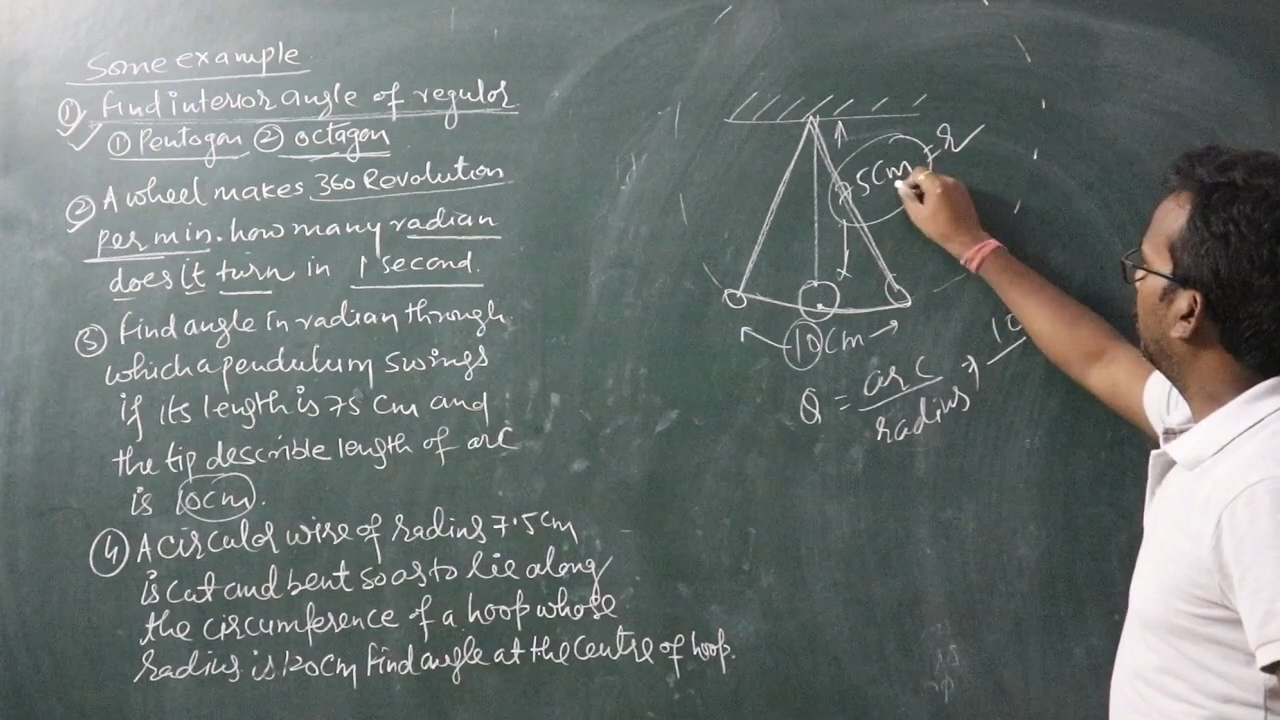 Some example
① Find interior angle of regular
① Pentagon ② octagon
② A wheel makes 360 Revolution
per min. how many radian
does it turn in 1 second.
③ Find angle in radian through
which a pendulum swings
if its length is 75 cm and
the tip describle length of arc
is 10cm.
④ A circular wire of radius 7.5cm
is cut and bent so as to lie along
the circumference of a hoop whose
radius is 120cm find angle at the centre of hoop.
75cm = r
10cm
θ = arc / radius ⇒ 10